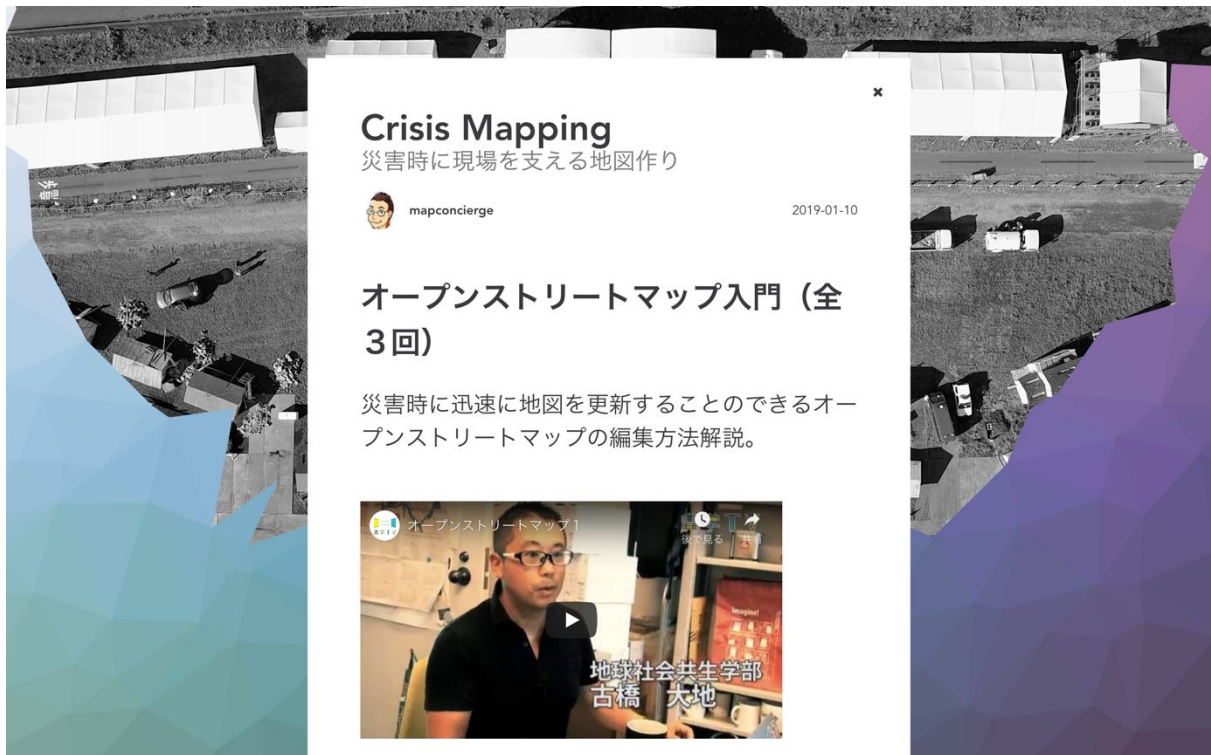 Crisis Mapping
災害時に現場を支える地図作り
mapconcierge
2019-01-10
オープンストリートマップ入門（全
３回）
災害時に迅速に地図を更新することのできるオー
プンストリートマップの編集方法解説。
オープンストリートマップ 1
後で見る
共有
Imagine!
地球社会共生学部
古橋 大地